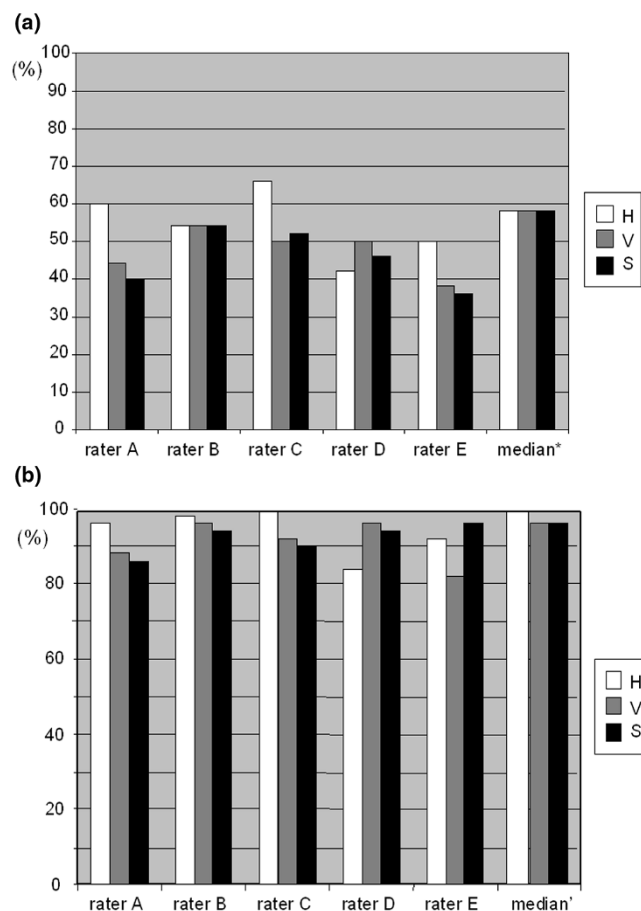 (a)
100
(%)
90
80
70
60
50
40
30
20
10
0
rater A rater B rater C rater D rater E median*
H
V
S
(b)
100
(%)
80
60
40
20
0
rater A rater B rater C rater D rater E median'
H
V
S